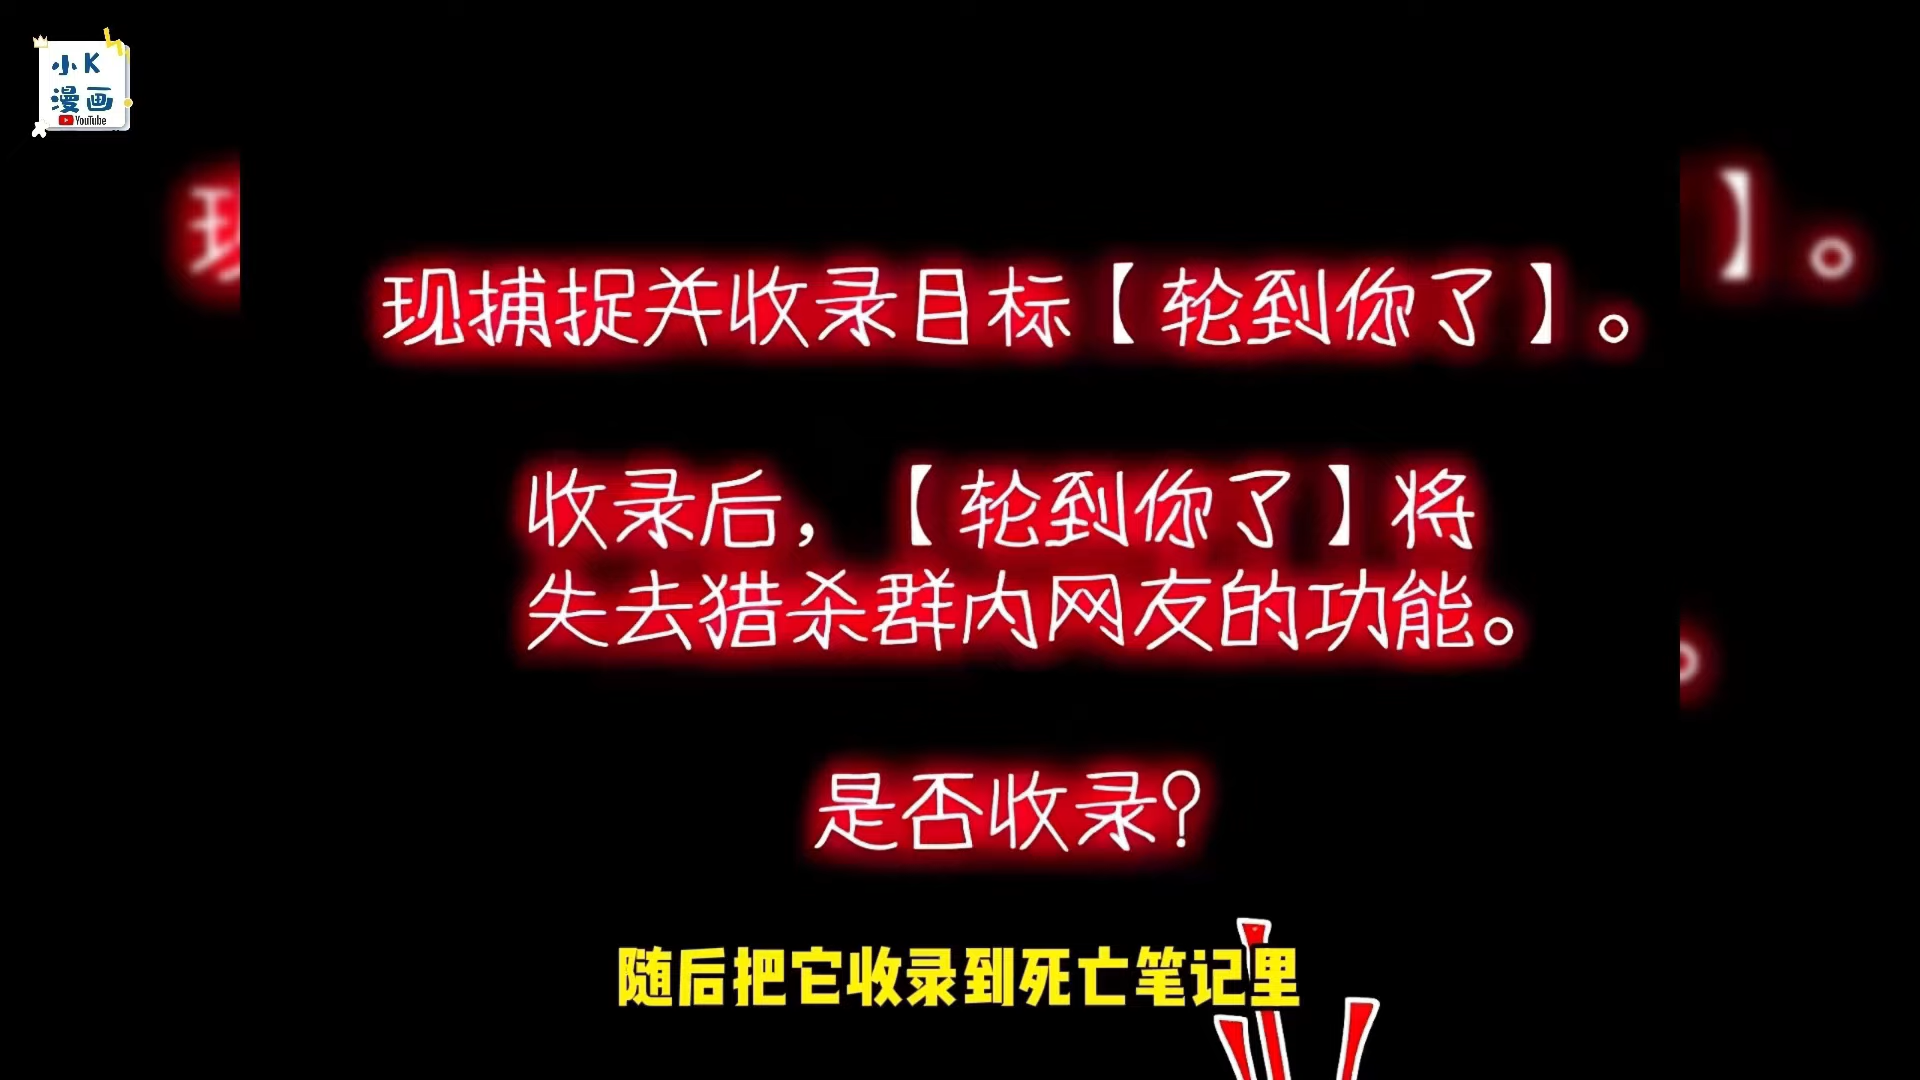 小K
漫画
YouTube
现
】。
现捕捉并收录目标【轮到你了】。
收录后，【轮到你了】将
失去猎杀群内网友的功能。
是否收录？
随后把它收录到死亡笔记里